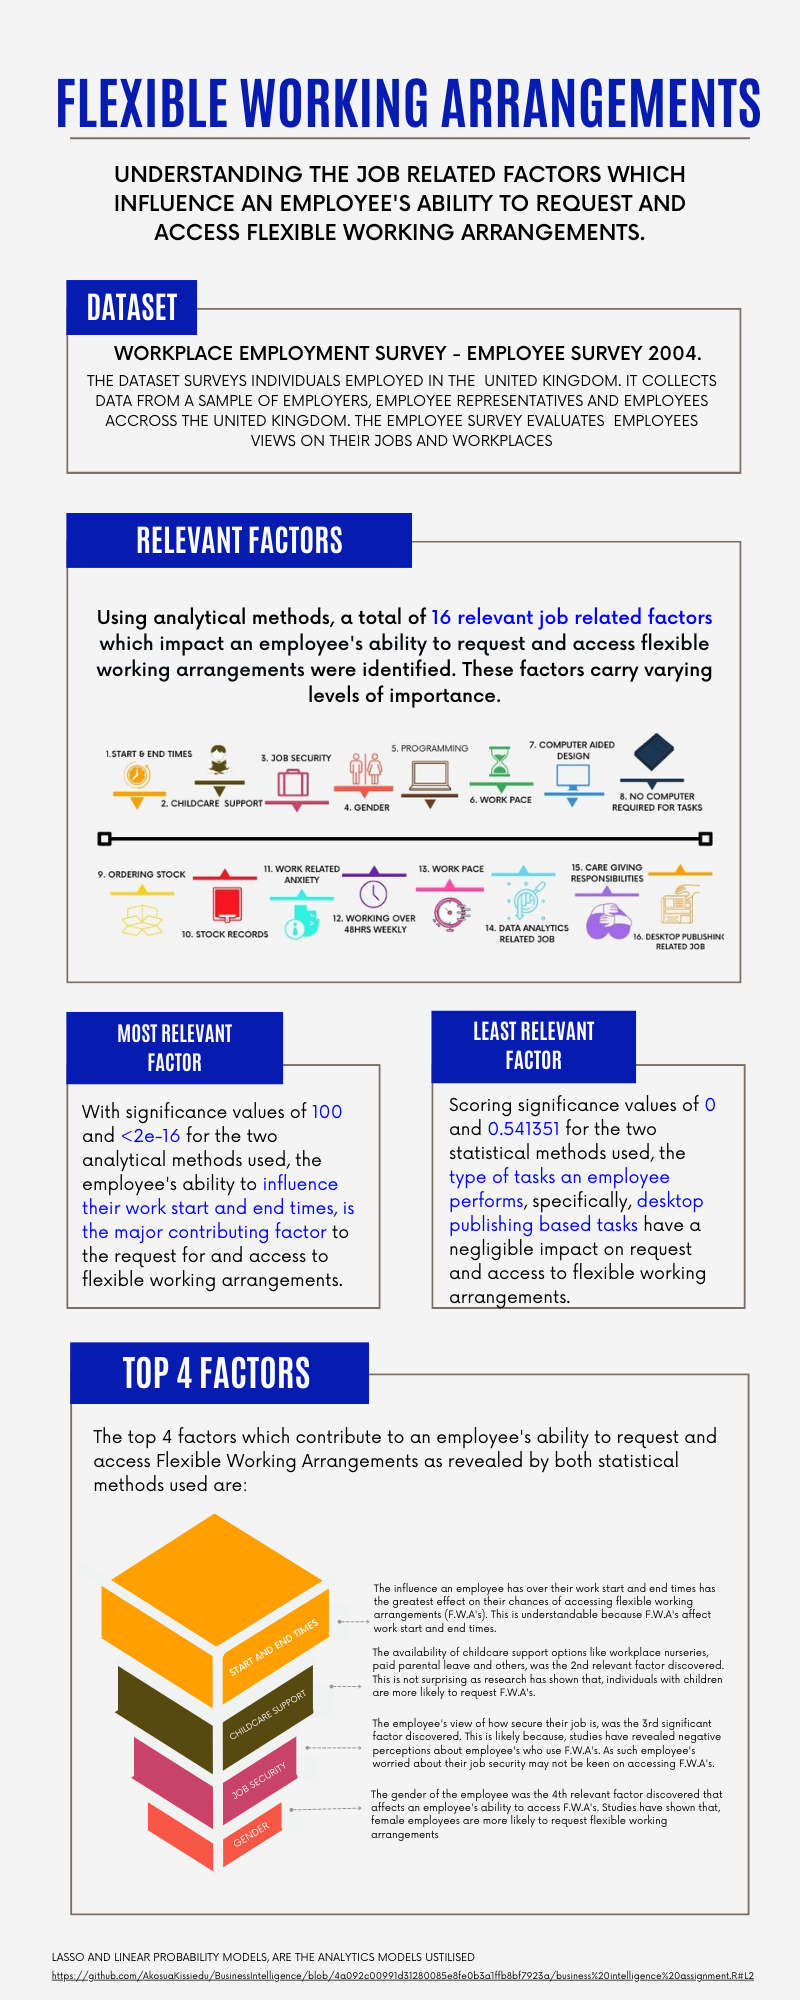 FLEXIBLE WORKING ARRANGEMENTS
UNDERSTANDING THE JOB RELATED FACTORS WHICH
INFLUENCE AN EMPLOYEE'S ABILITY TO REQUEST AND
ACCESS FLEXIBLE WORKING ARRANGEMENTS.
DATASET
WORKPLACE EMPLOYMENT SURVEY - EMPLOYEE SURVEY 2004.
THE DATASET SURVEYS INDIVIDUALS EMPLOYED IN THE UNITED KINGDOM. IT COLLECTS
DATA FROM A SAMPLE OF EMPLOYERS, EMPLOYEE REPRESENTATIVES AND EMPLOYEES
ACCROSS THE UNITED KINGDOM. THE EMPLOYEE SURVEY EVALUATES EMPLOYEES
VIEWS ON THEIR JOBS AND WORKPLACES
RELEVANT FACTORS
Using analytical methods, a total of 16 relevant job related factors
which impact an employee's ability to request and access flexible
working arrangements were identified. These factors carry varying
levels of importance.
1.START & END TIMES
2. CHILDCARE SUPPORT
3. JOB SECURITY
4. GENDER
5. PROGRAMMING
6. WORK PACE
7. COMPUTER AIDED
DESIGN
8. NO COMPUTER
REQUIRED FOR TASKS
9. ORDERING STOCK
10. STOCK RECORDS
11. WORK RELATED
ANXIETY
12. WORKING OVER
48HRS WEEKLY
13. WORK PACE
14. DATA ANALYTICS
RELATED JOB
15. CARE GIVING
RESPONSIBILITIES
16. DESKTOP PUBLISHING
RELATED JOB
MOST RELEVANT
FACTOR
With significance values of 100
and <2e-16 for the two
analytical methods used, the
employee's ability to influence
their work start and end times, is
the major contributing factor to
the request for and access to
flexible working arrangements.
LEAST RELEVANT
FACTOR
Scoring significance values of 0
and 0.541351 for the two
statistical methods used, the
type of tasks an employee
performs, specifically, desktop
publishing based tasks have a
negligible impact on request
and access to flexible working
arrangements.
TOP 4 FACTORS
The top 4 factors which contribute to an employee's ability to request and
access Flexible Working Arrangements as revealed by both statistical
methods used are:
START AND END TIMES
The influence an employee has over their work start and end times has
the greatest effect on their chances of accessing flexible working
arrangements (F.W.A's). This is understandable because F.W.A's affect
work start and end times.
CHILDCARE SUPPORT
The availability of childcare support options like workplace nurseries,
paid parental leave and others, was the 2nd relevant factor discovered.
This is not surprising as research has shown that, individuals with children
are more likely to request F.W.A's.
JOB SECURITY
The employee's view of how secure their job is, was the 3rd significant
factor discovered. This is likely because, studies have revealed negative
perceptions about employee's who use F.W.A's. As such employee's
worried about their job security may not be keen on accessing F.W.A's.
GENDER
The gender of the employee was the 4th relevant factor discovered that
affects an employee's ability to access F.W.A's. Studies have shown that,
female employees are more likely to request flexible working
arrangements
LASSO AND LINEAR PROBABILITY MODELS, ARE THE ANALYTICS MODELS USTILISED
https://github.com/AkosuaKissiedu/BusinessIntelligence/blob/4a092c00991d31280085e8fe0b3a1ffb8bf7923a/business%20intelligence%20assignment.R#L2